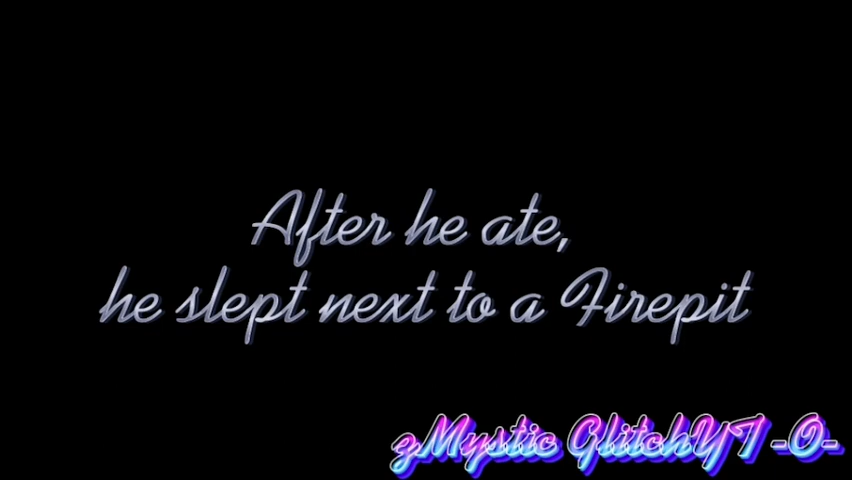 After he ate,
he slept next to a Firepit
zMystic GlitchYT -O-